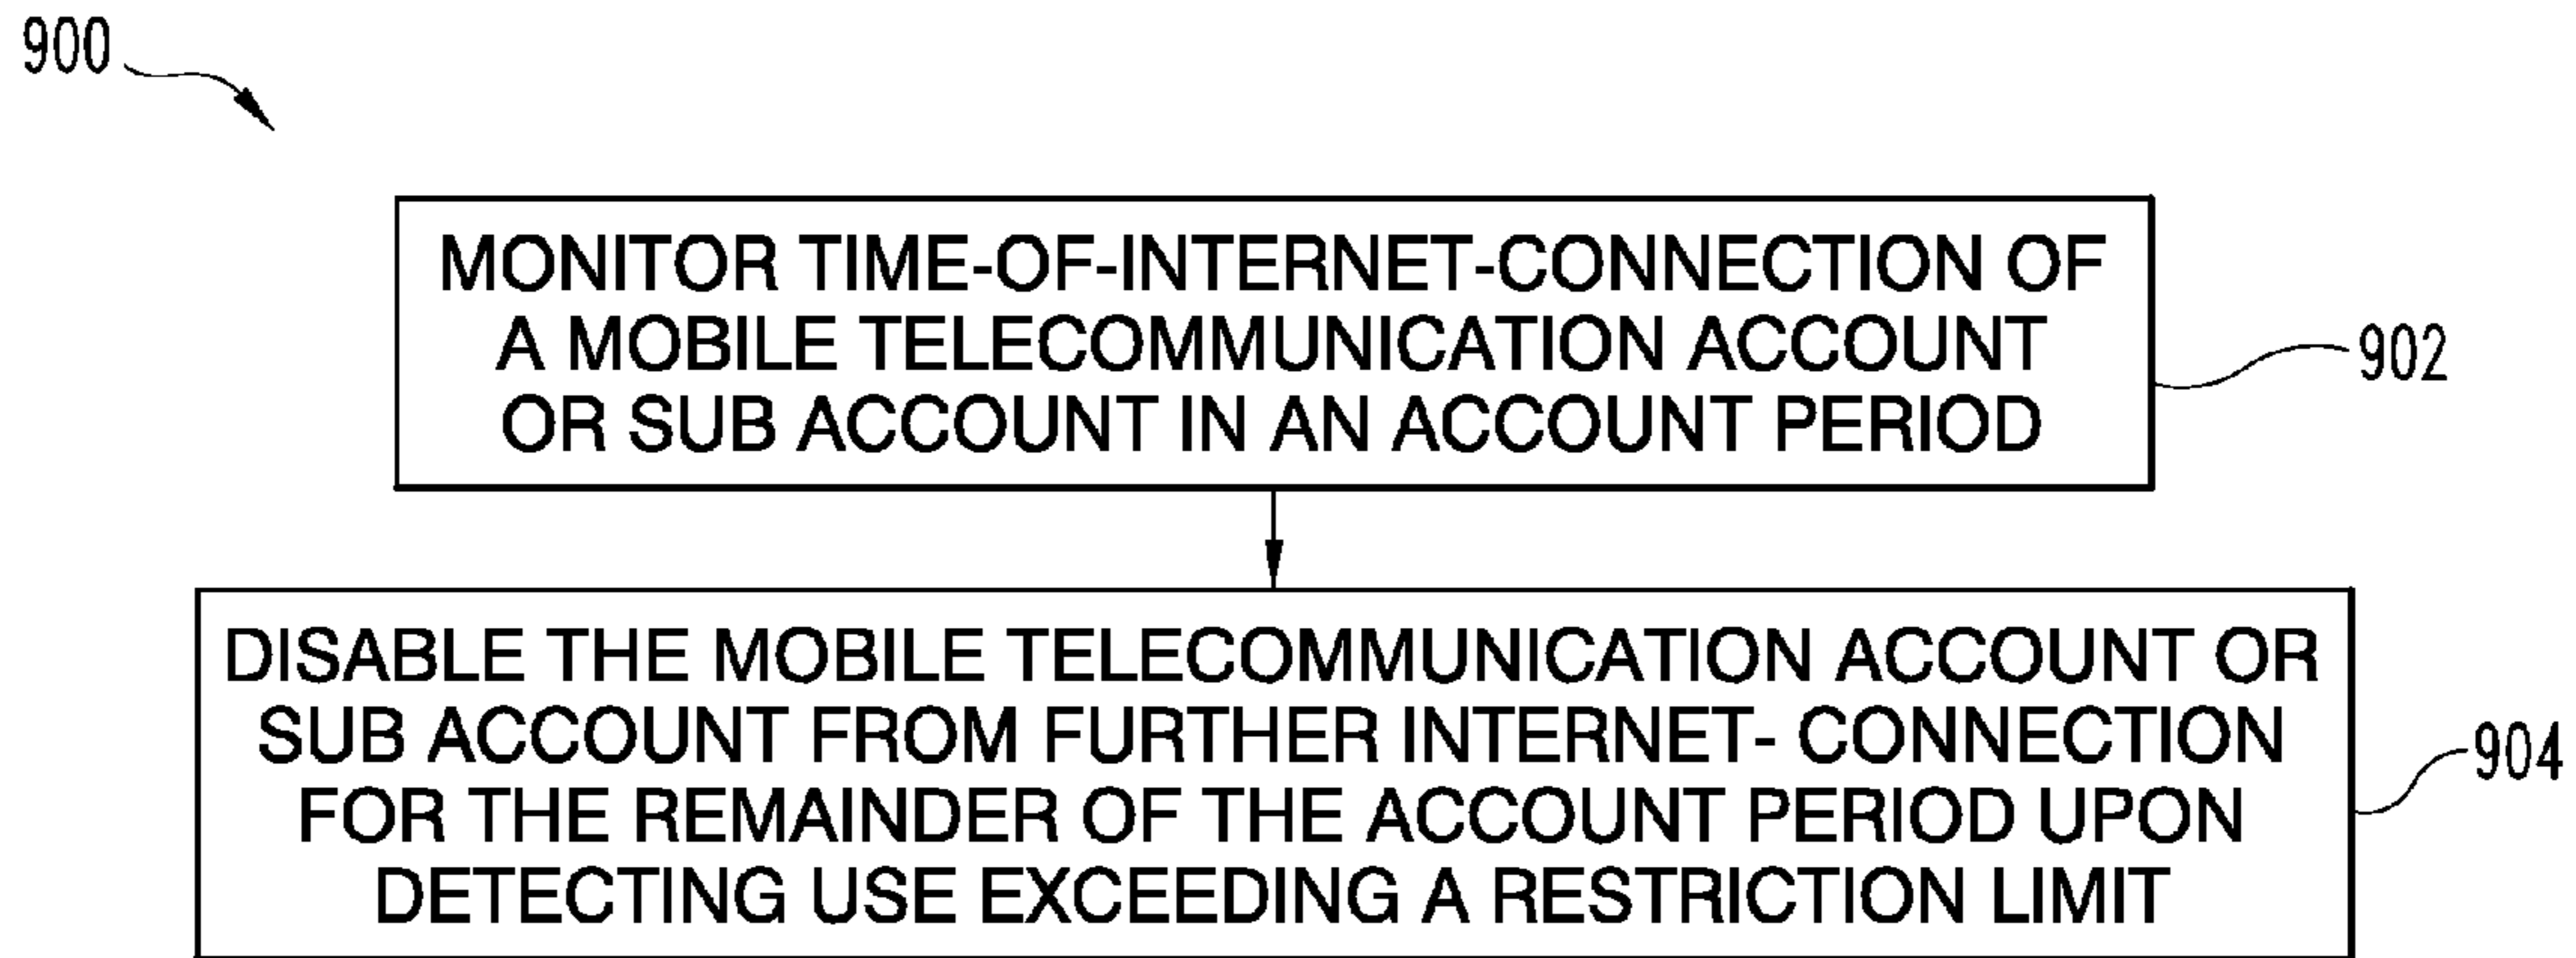 900
MONITOR TIME-OF-INTERNET-CONNECTION OF
A MOBILE TELECOMMUNICATION ACCOUNT
OR SUB ACCOUNT IN AN ACCOUNT PERIOD
902
DISABLE THE MOBILE TELECOMMUNICATION ACCOUNT OR
SUB ACCOUNT FROM FURTHER INTERNET- CONNECTION
FOR THE REMAINDER OF THE ACCOUNT PERIOD UPON
DETECTING USE EXCEEDING A RESTRICTION LIMIT
904